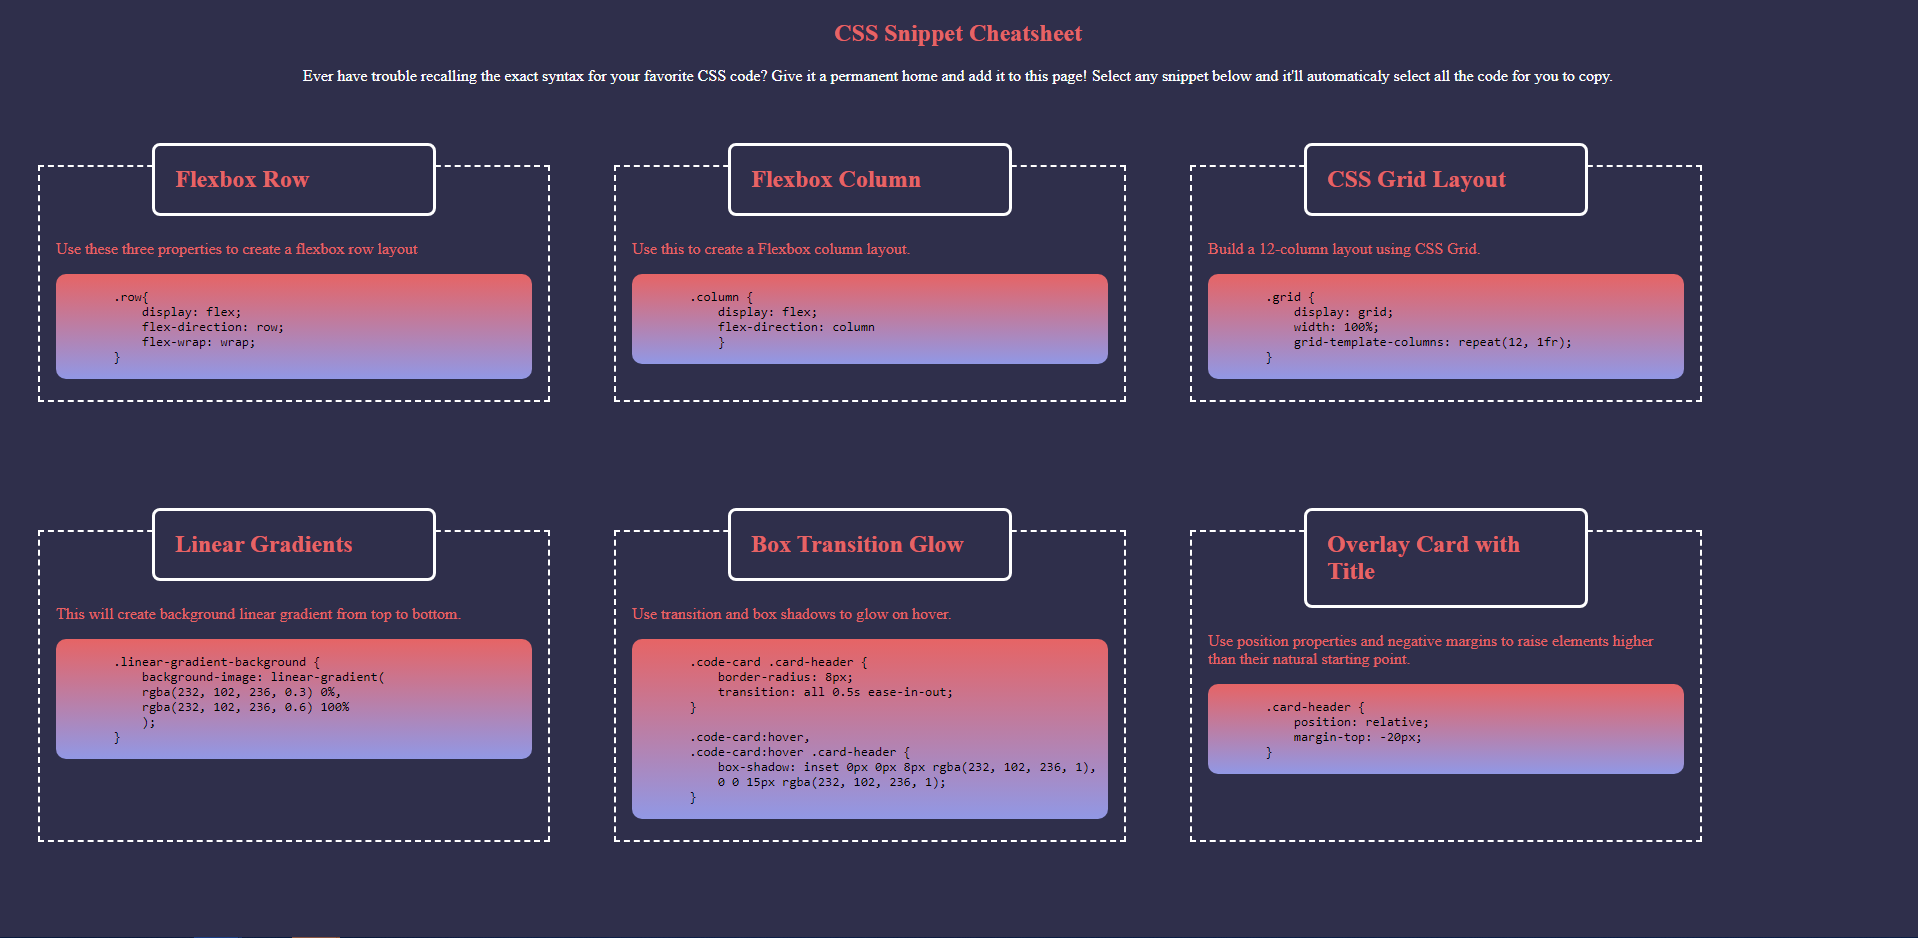 CSS Snippet Cheatsheet
Ever have trouble recalling the exact syntax for your favorite CSS code? Give it a permanent home and add it to this page! Select any snippet below and it'll automaticaly select all the code for you to copy.
Flexbox Row
Use these three properties to create a flexbox row layout
.row{
    display: flex;
    flex-direction: row;
    flex-wrap: wrap;
}
Flexbox Column
Use this to create a Flexbox column layout.
.column {
    display: flex;
    flex-direction: column
    }
CSS Grid Layout
Build a 12-column layout using CSS Grid.
.grid {
    display: grid;
    width: 100%;
    grid-template-columns: repeat(12, 1fr);
}
Linear Gradients
This will create background linear gradient from top to bottom.
.linear-gradient-background {
    background-image: linear-gradient(
    rgba(232, 102, 236, 0.3) 0%,
    rgba(232, 102, 236, 0.6) 100%
    );
}
Box Transition Glow
Use transition and box shadows to glow on hover.
.code-card .card-header {
    border-radius: 8px;
    transition: all 0.5s ease-in-out;
}
.code-card:hover,
.code-card:hover .card-header {
    box-shadow: inset 0px 0px 8px rgba(232, 102, 236, 1),
    0 0 15px rgba(232, 102, 236, 1);
}
Overlay Card with
Title
Use position properties and negative margins to raise elements higher
than their natural starting point.
.card-header {
    position: relative;
    margin-top: -20px;
}